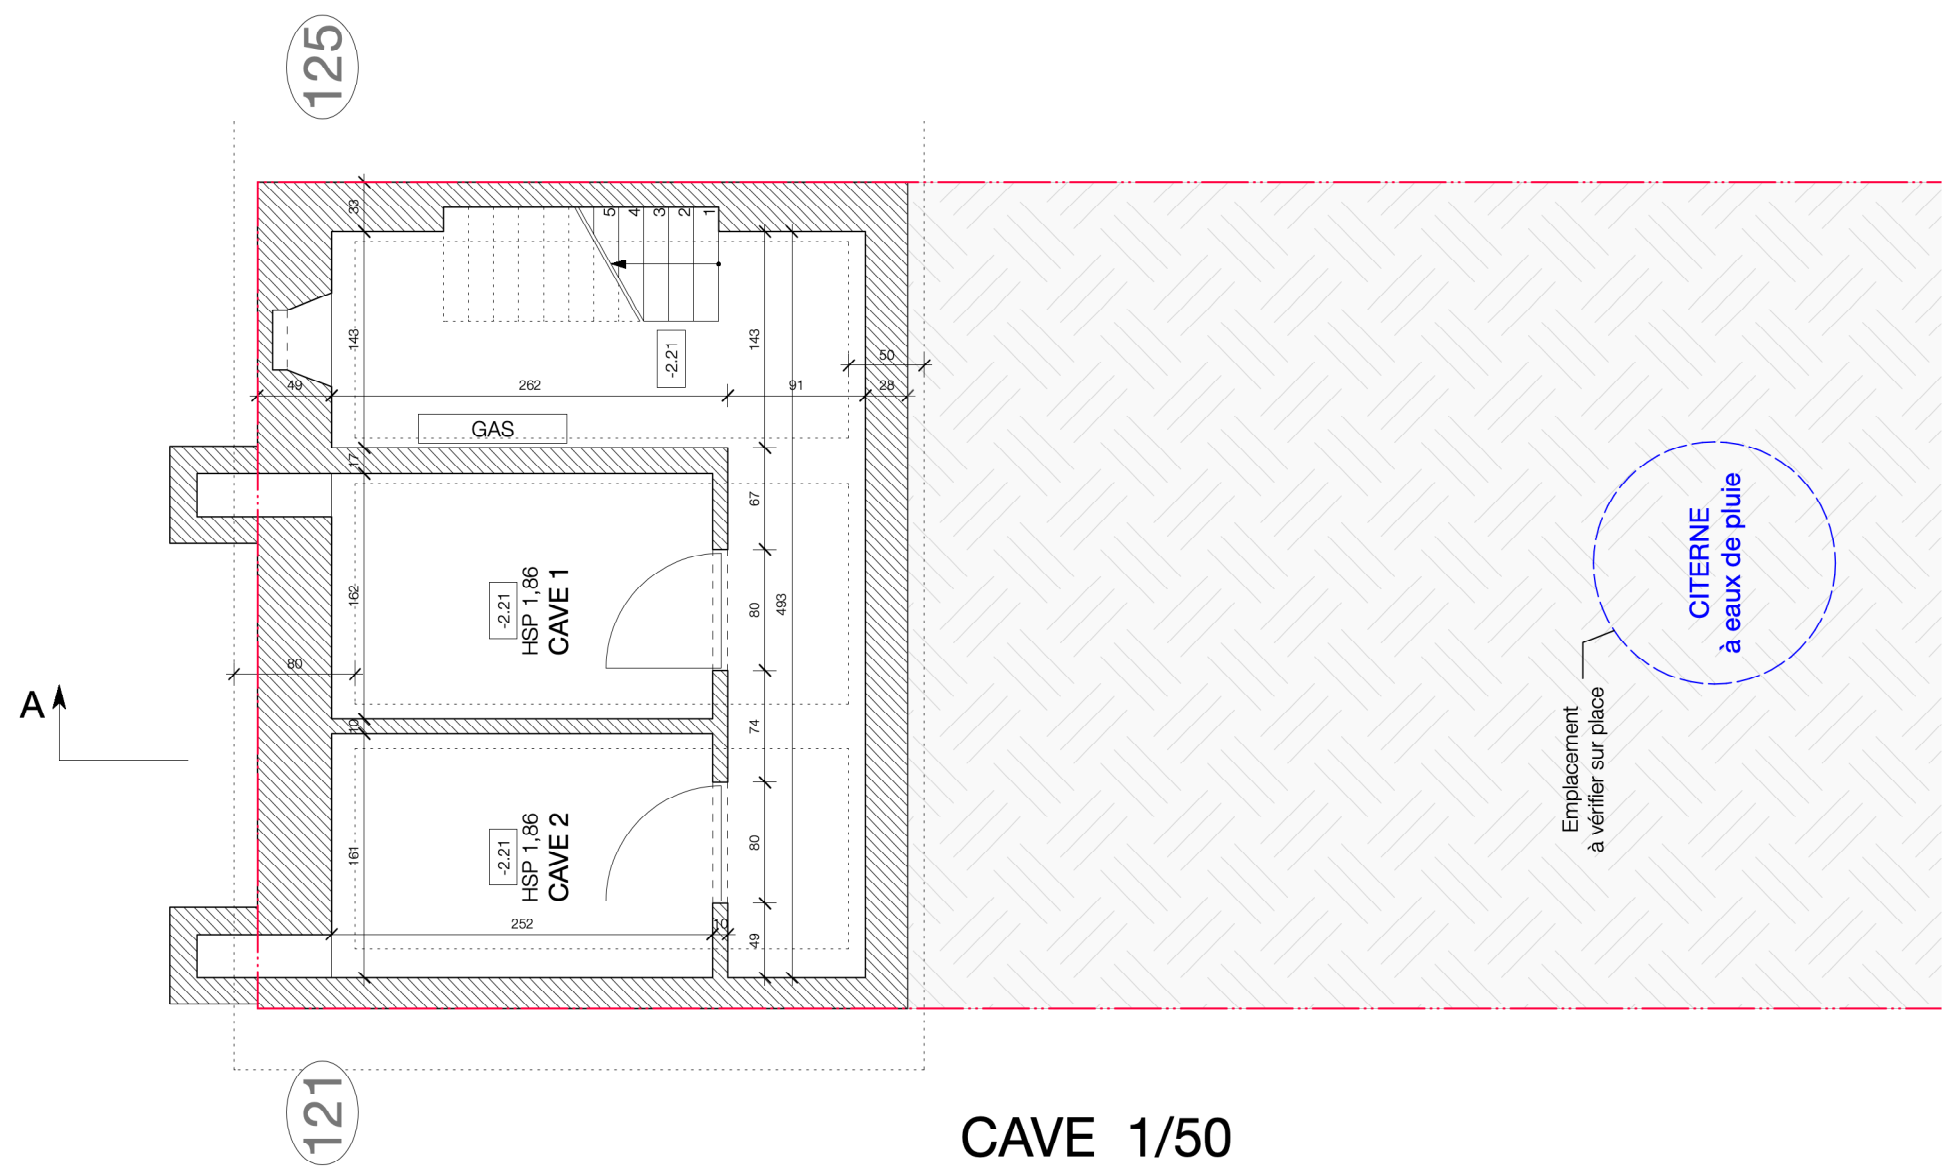 125
33
5
4
3
2
1
143
143
-2.21
50
49
262
91
28
GAS
17
67
162
-2.21
HSP 1,86
CAVE 1
80
493
80
A
10
74
161
-2.21
HSP 1,86
CAVE 2
80
252
10
49
CITERNE
à eaux de pluie
Emplacement
à vérifier sur place
121
CAVE 1/50